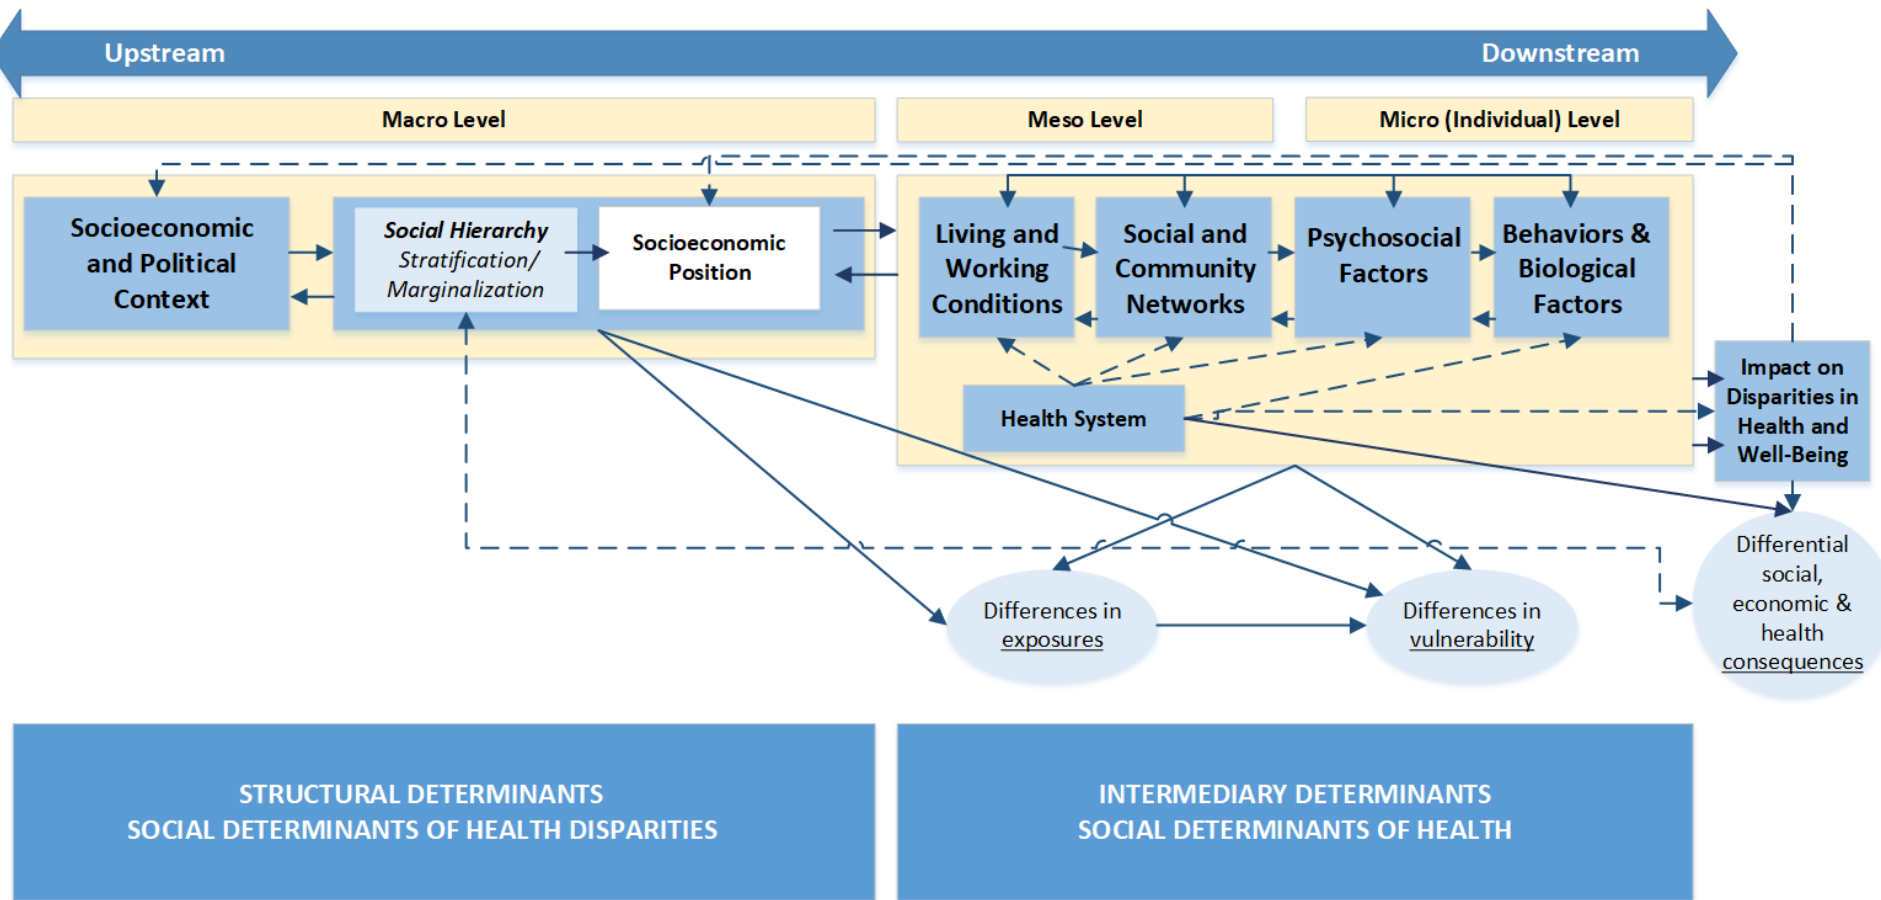 Upstream
Downstream
Macro Level
Meso Level
Micro (Individual) Level
Socioeconomic
and Political
Context
Social Hierarchy
Stratification/
Marginalization
Socioeconomic
Position
Living and
Working
Conditions
Social and
Community
Networks
Psychosocial
Factors
Behaviors &
Biological
Factors
Health System
Impact on
Disparities in
Health and
Well-Being
Differences in
exposures
Differences in
vulnerability
Differential
social,
economic &
health
consequences
STRUCTURAL DETERMINANTS
SOCIAL DETERMINANTS OF HEALTH DISPARITIES
INTERMEDIARY DETERMINANTS
SOCIAL DETERMINANTS OF HEALTH